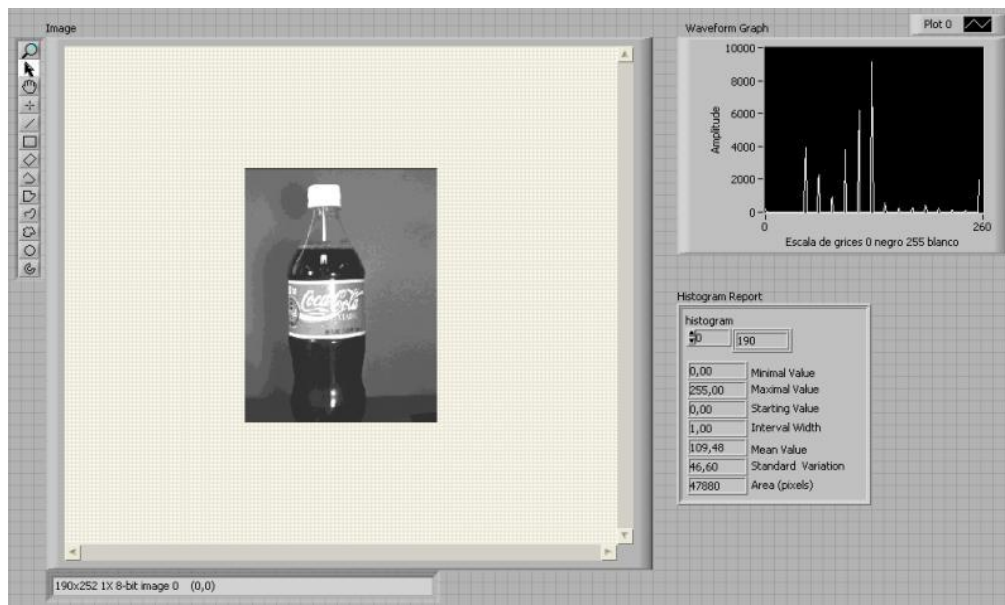 Image
190x252 1X 8-bit image 0 (0,0)
Coca-Cola
Waveform Graph
Plot 0
Amplitude
10000
8000
6000
4000
2000
0
0
260
Escala de grices 0 negro 255 blanco
Histogram Report
histogram
0
190
0,00 Minimal Value
255,00 Maximal Value
0,00 Starting Value
1,00 Interval Width
109,48 Mean Value
46,60 Standard Variation
47880 Area (pixels)